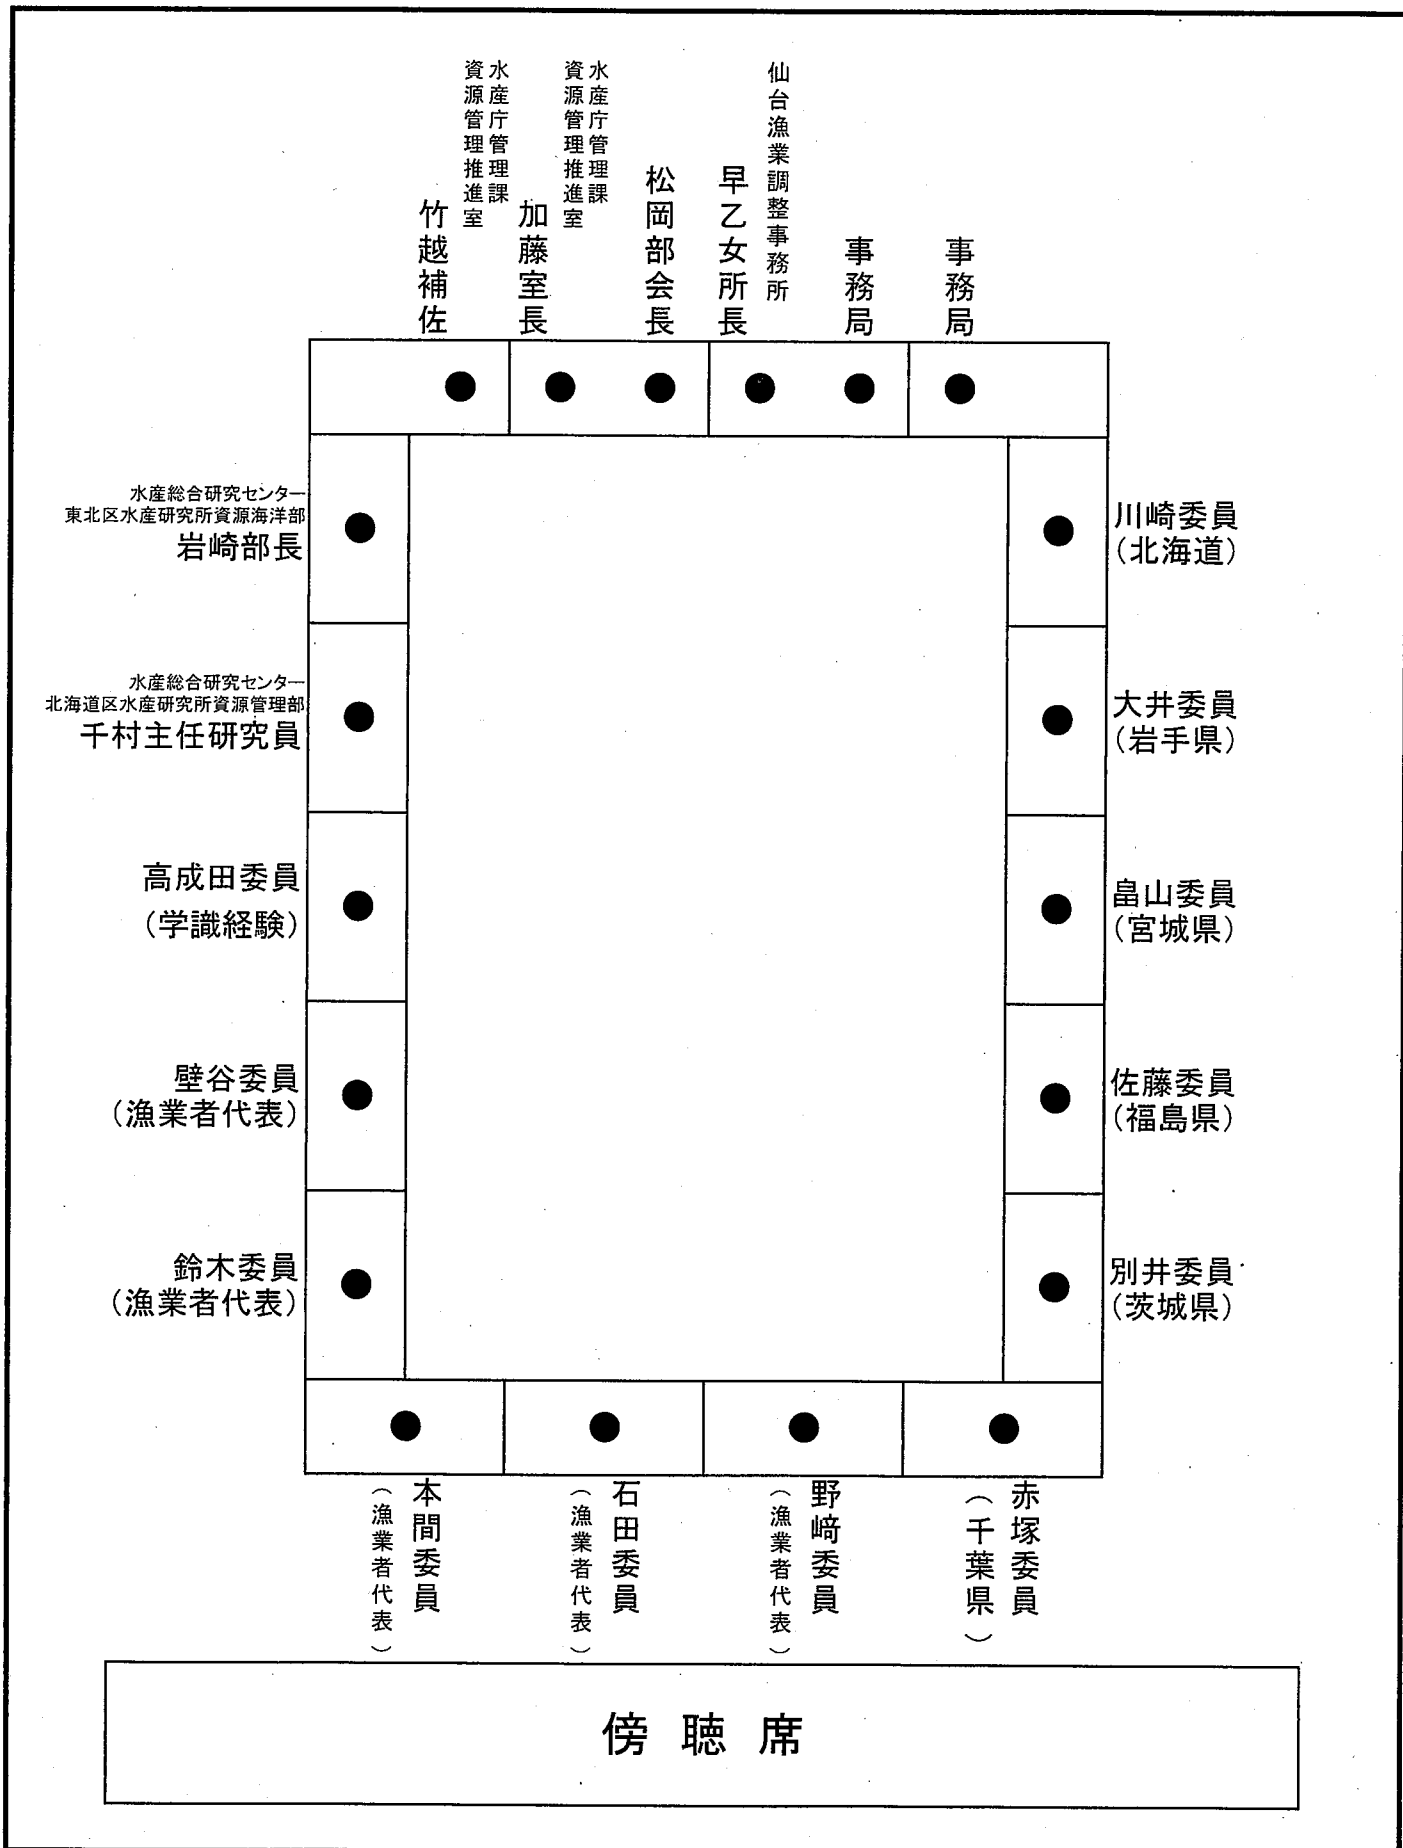 水産庁管理課
資源管理推進室
竹越補佐
水産庁管理課
資源管理推進室
加藤室長
松岡部会長
仙台漁業調整事務所
早乙女所長
事務局
事務局
水産総合研究センター
東北区水産研究所資源海洋部
岩崎部長
水産総合研究センター
北海道区水産研究所資源管理部
千村主任研究員
高成田委員
（学識経験）
壁谷委員
（漁業者代表）
鈴木委員
（漁業者代表）
川崎委員
（北海道）
大井委員
（岩手県）
畠山委員
（宮城県）
佐藤委員
（福島県）
別井委員
（茨城県）
本間委員
（漁業者代表）
石田委員
（漁業者代表）
野﨑委員
（漁業者代表）
赤塚委員
（千葉県）
傍聴席